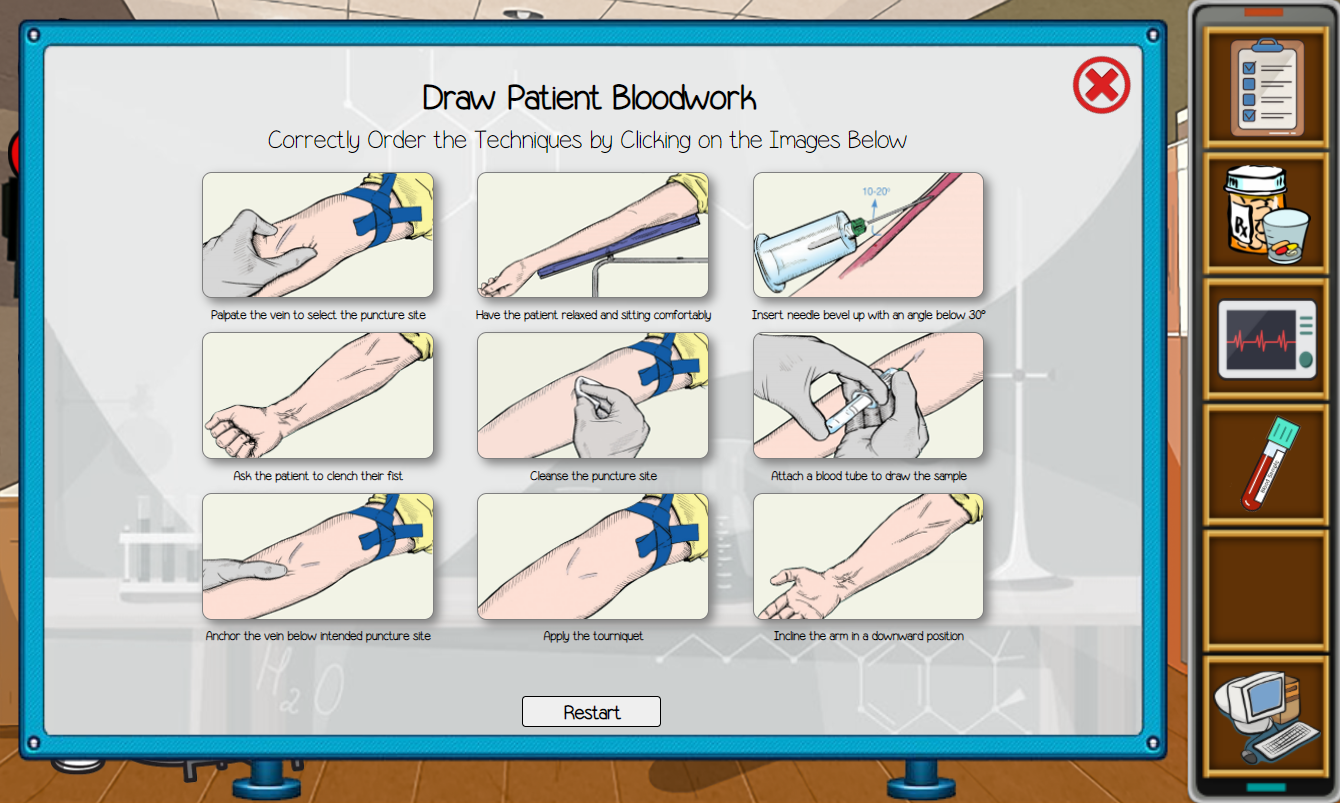 Draw Patient Bloodwork
Correctly Order the Techniques by Clicking on the Images Below
10-20°
Palpate the vein to select the puncture site
Have the patient relaxed and sitting comfortably
Insert needle bevel up with an angle below 30°
Ask the patient to clench their fist
Cleanse the puncture site
Attach a blood tube to draw the sample
Anchor the vein below intended puncture site
Apply the tourniquet
Incline the arm in a downward position
H2O
Restart
Rx